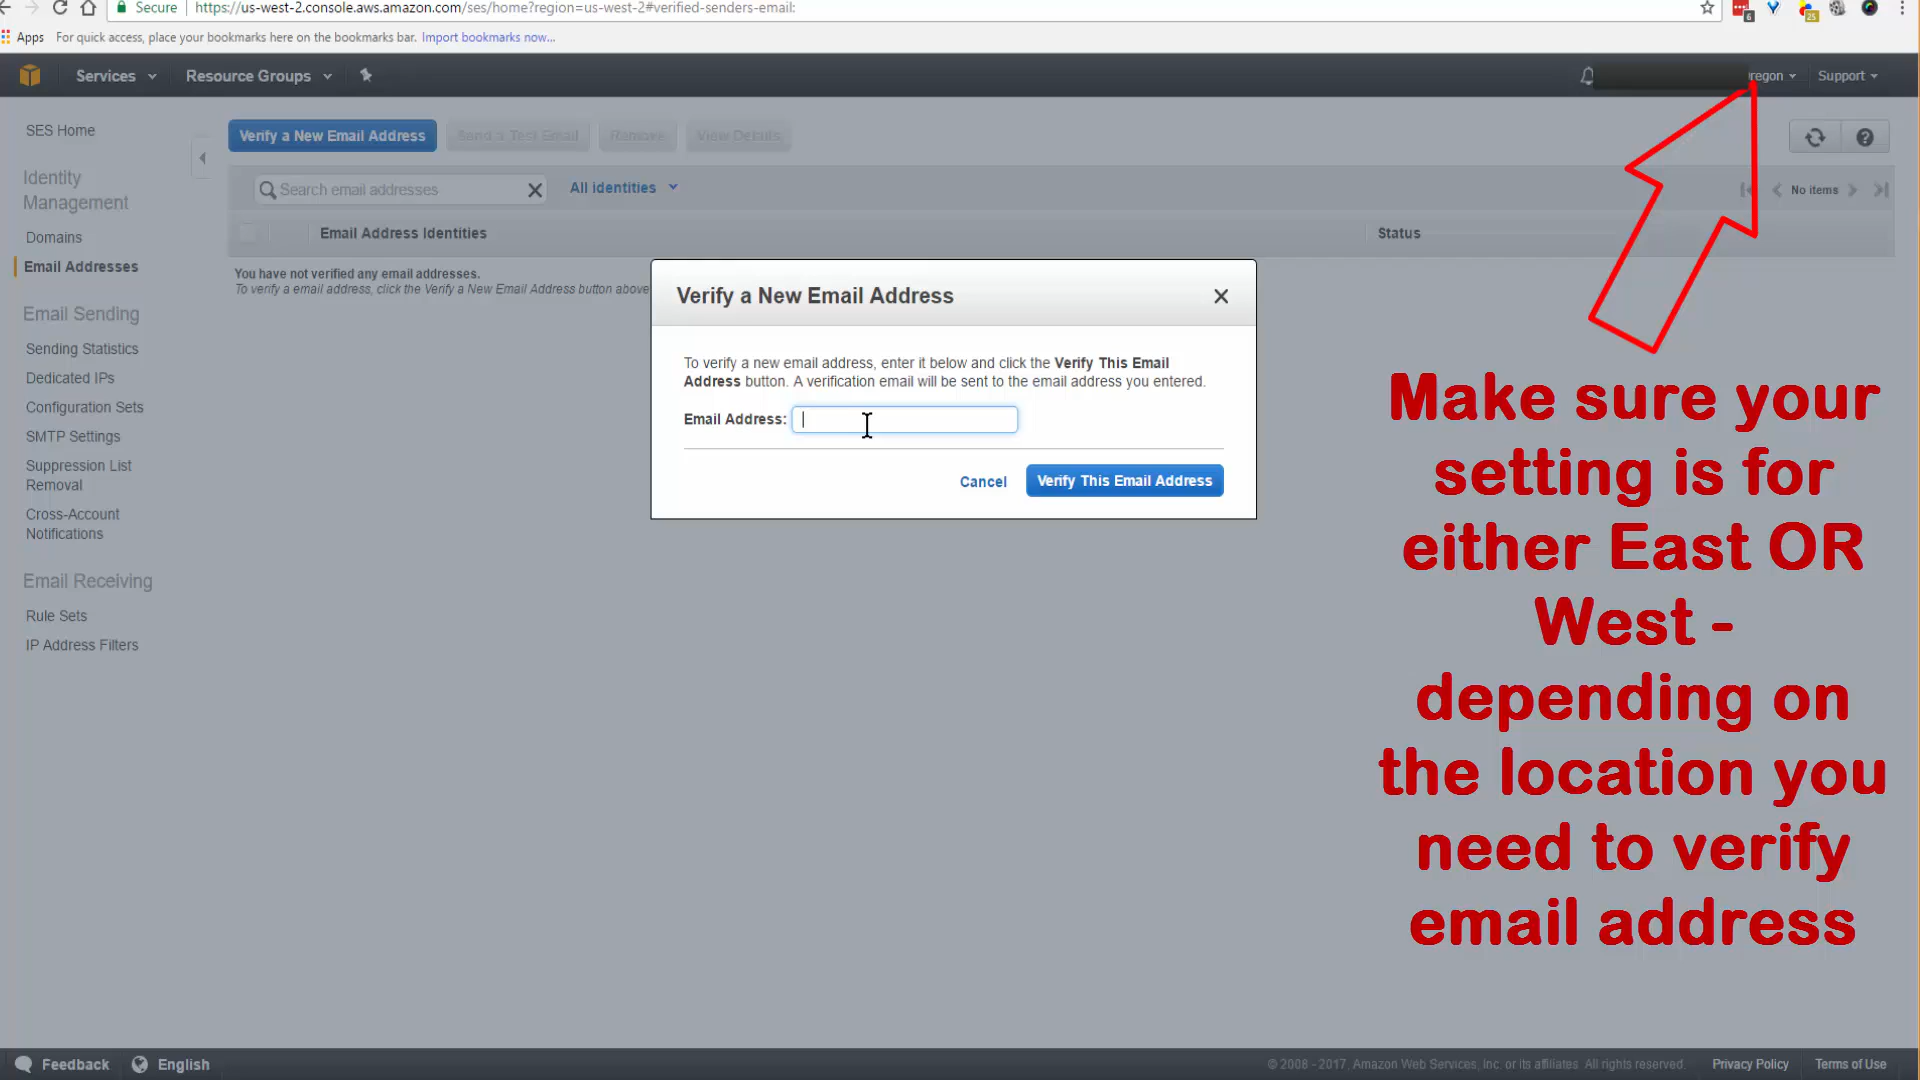 Secure https://us-west-2.console.aws.amazon.com/ses/home?region=us-west-2#verified-senders-email:
6
25
Apps For quick access, place your bookmarks here on the bookmarks bar. Import bookmarks now...
Services Resource Groups regon Support
SES Home
Identity
Management
Domains
Email Addresses
Email Sending
Sending Statistics
Dedicated IPs
Configuration Sets
SMTP Settings
Suppression List
Removal
Cross-Account
Notifications
Email Receiving
Rule Sets
IP Address Filters
Verify a New Email Address Send a Test Email Remove View Details
Search email addresses All identities No items
Email Address Identities Status
You have not verified any email addresses.
To verify a email address, click the Verify a New Email Address button above
Verify a New Email Address
To verify a new email address, enter it below and click the Verify This Email
Address button. A verification email will be sent to the email address you entered.
Email Address:
Cancel Verify This Email Address
Make sure your
setting is for
either East OR
West -
depending on
the location you
need to verify
email address
Feedback English © 2008 - 2017, Amazon Web Services, Inc. or its affiliates. All rights reserved. Privacy Policy Terms of Use